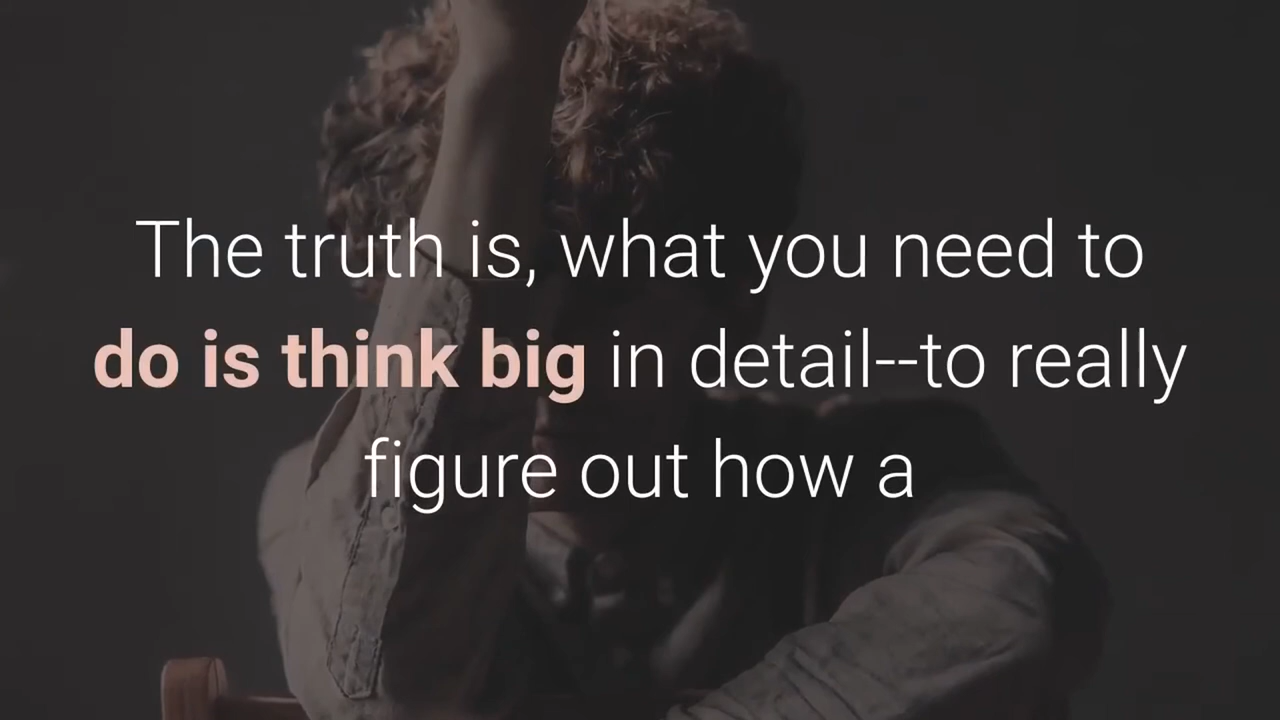 The truth is, what you need to
do is think big in detail--to really
figure out how a